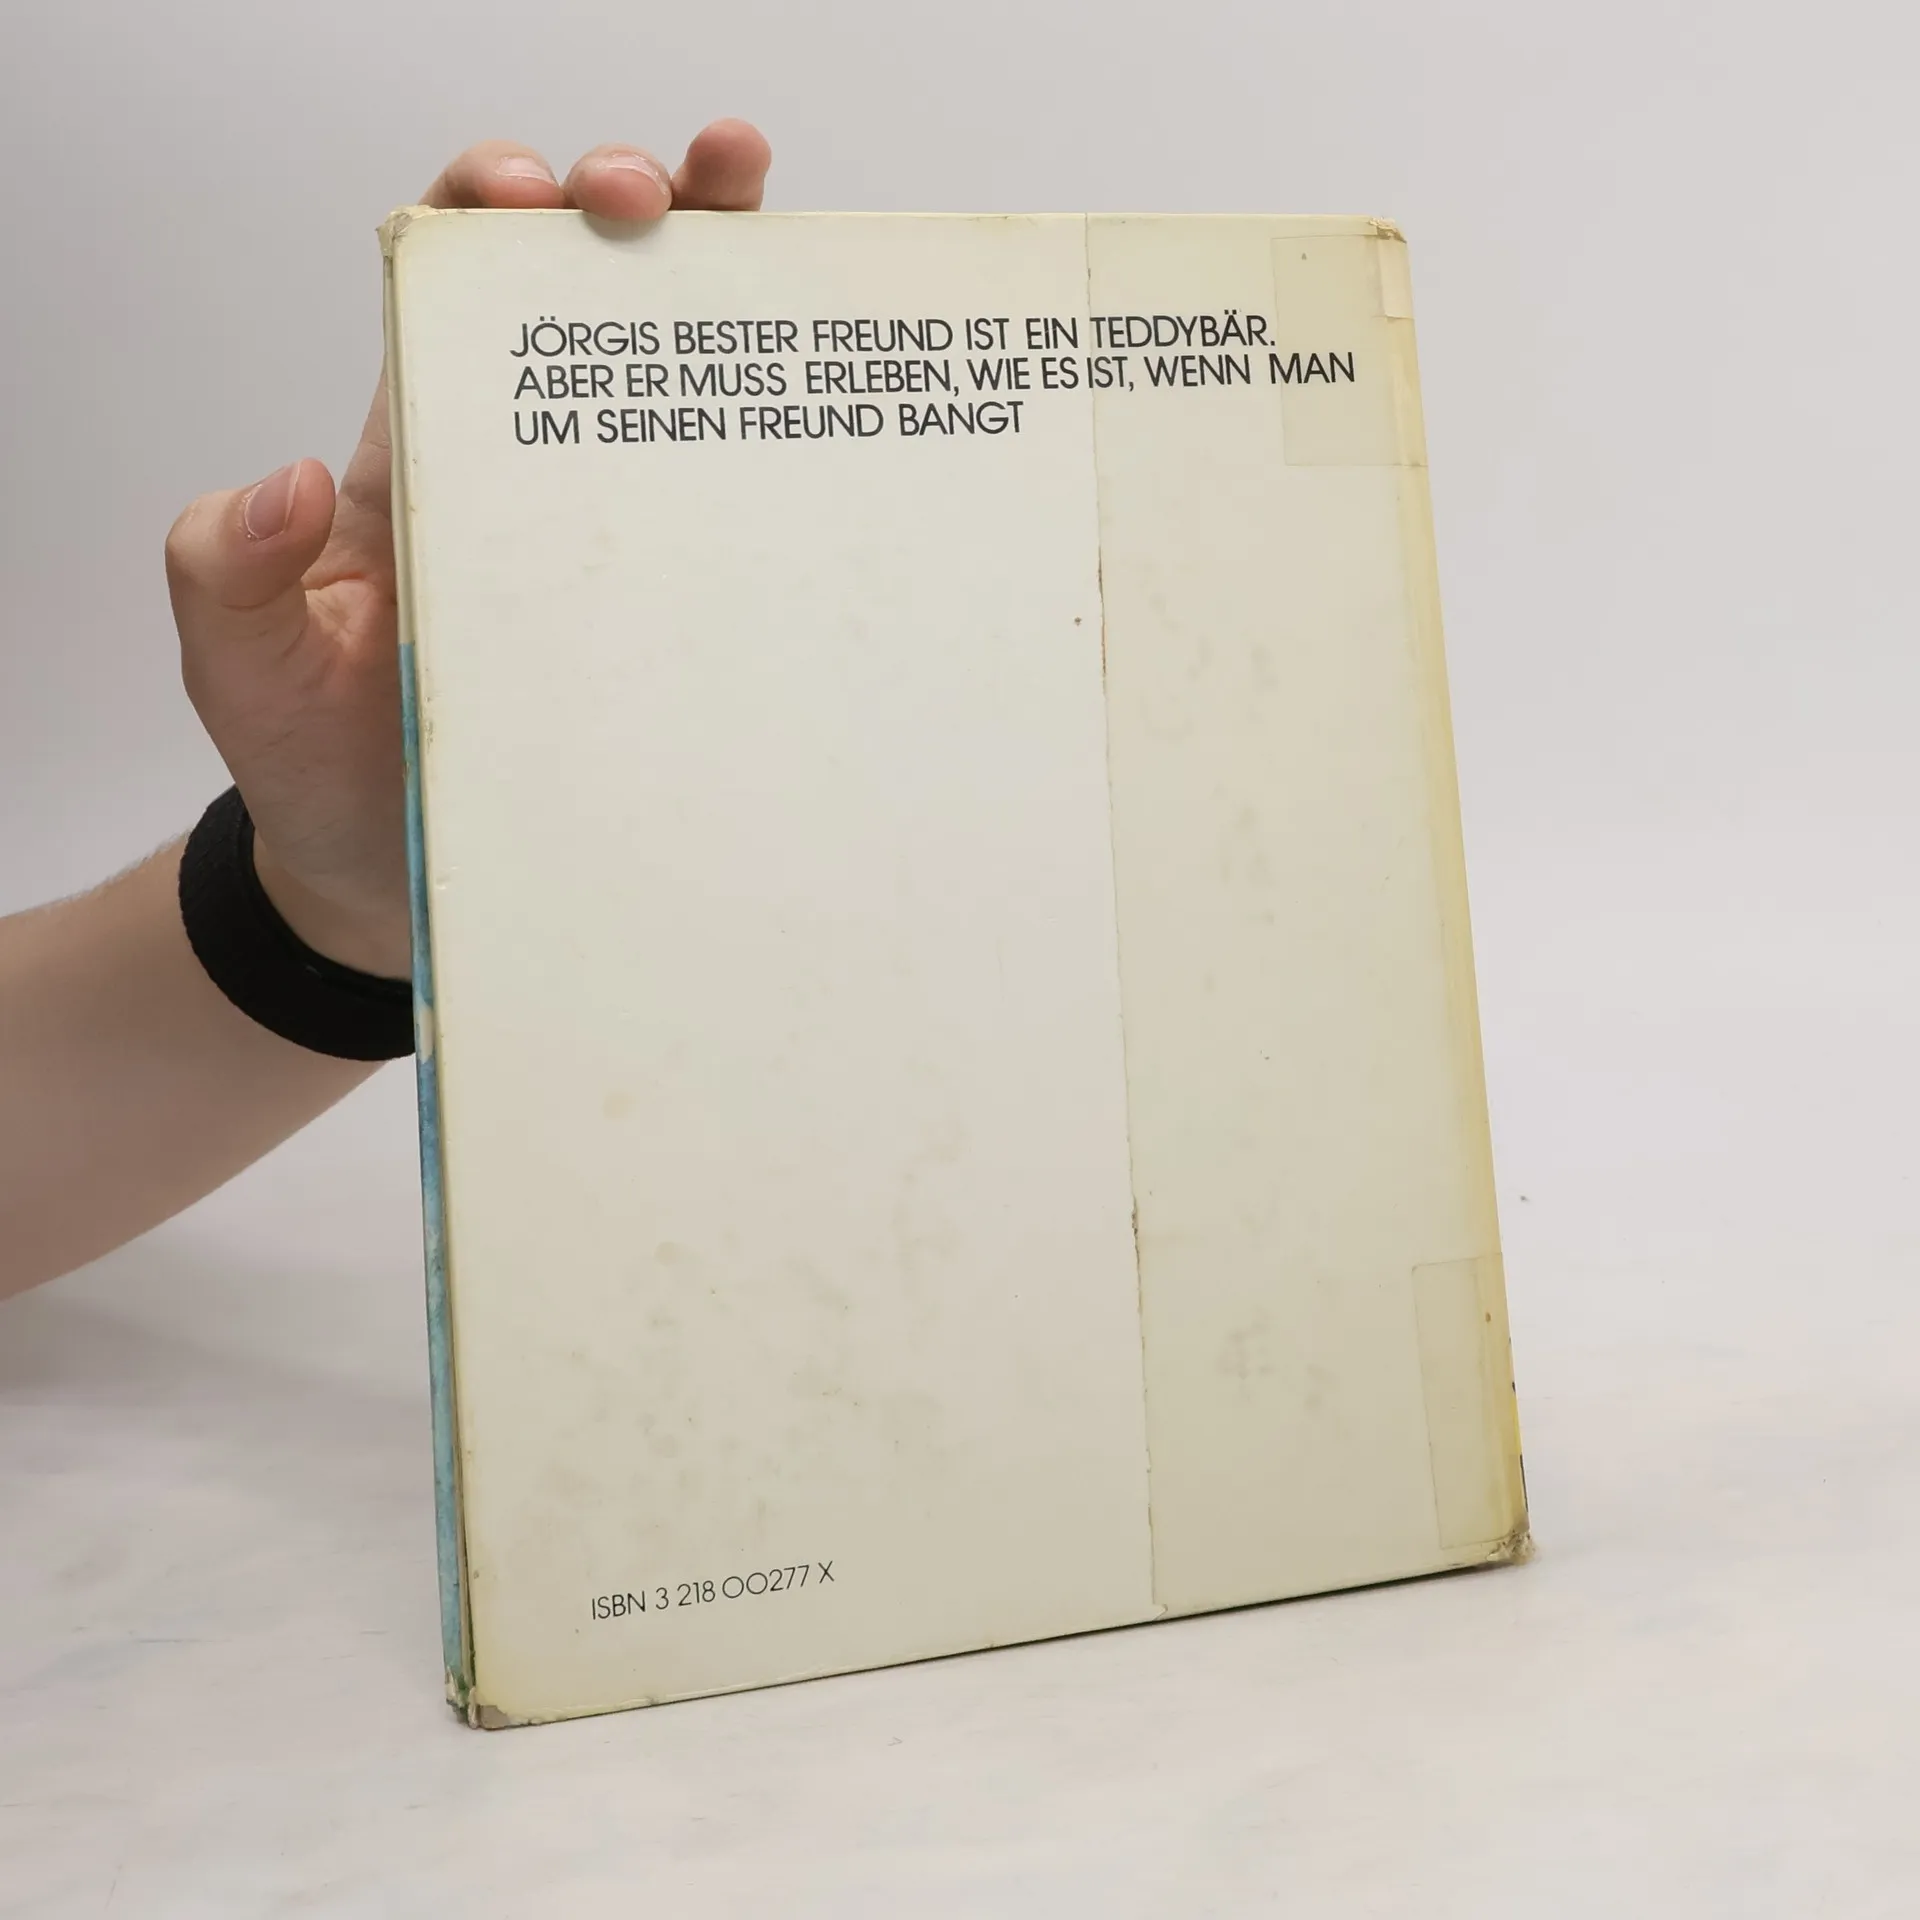 JÖRGIS BESTER FREUND IST EIN TEDDYBÄR.
ABER ER MUSS ERLEBEN, WIE ES IST, WENN MAN
UM SEINEN FREUND BANGT
ISBN 3 218 00277 X